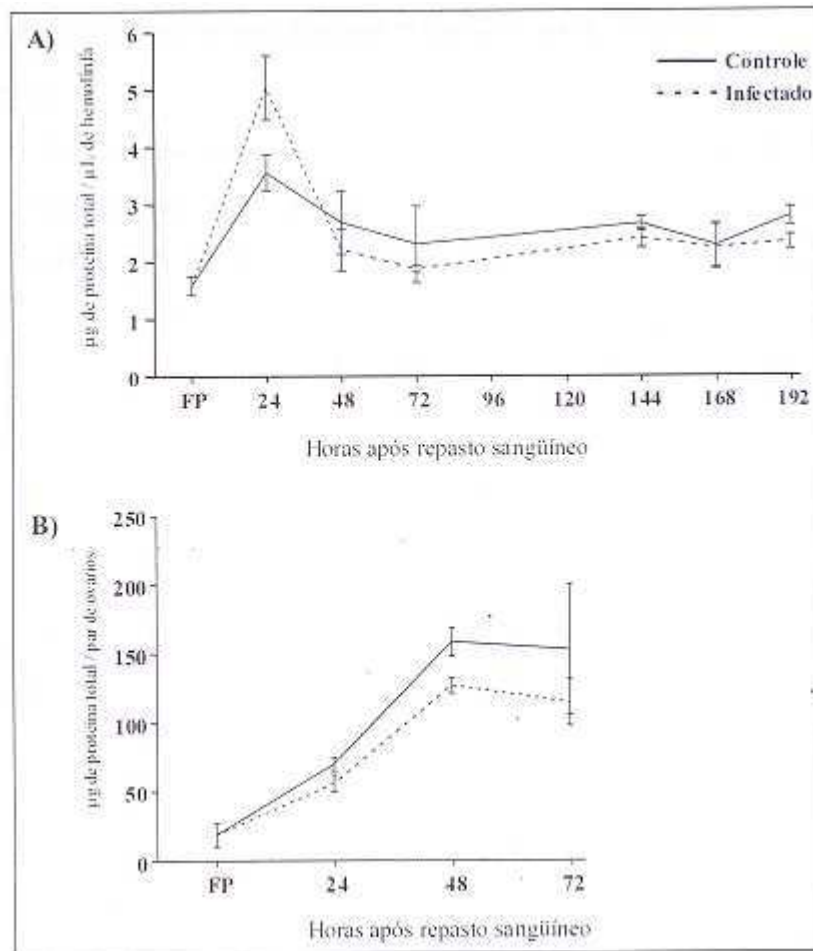 A)
µg de proteína total / µL de hemolinfa
6
5
4
3
2
1
0
Controle
Infectado
FP 24 48 72 96 120 144 168 192
Horas após repasto sangüíneo
B)
µg de proteína total / par de ovários
250
200
150
100
50
0
FP 24 48 72
Horas após repasto sangüíneo